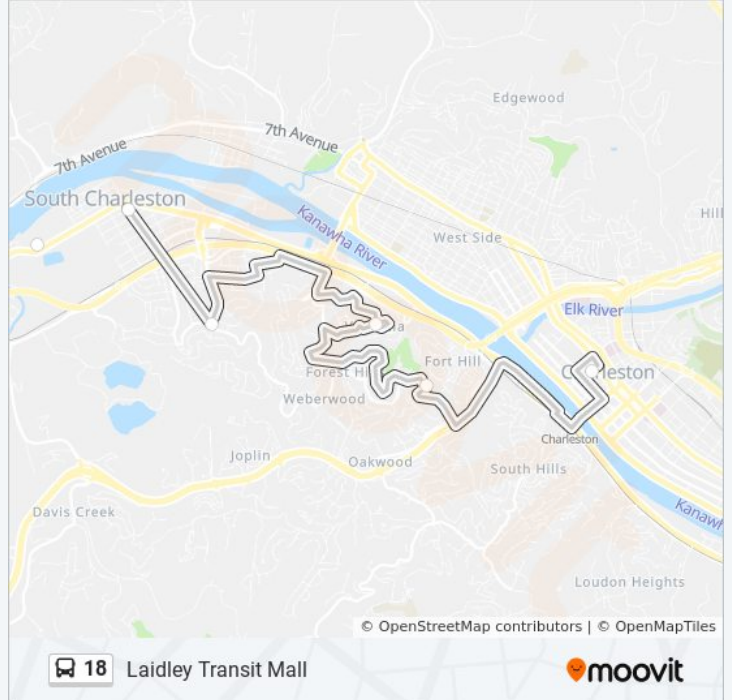 Edgewood
7th Avenue
7th Avenue
South Charleston
Hill
Kanawha River
West Side
Elk River
Fort Hill
Forest Hi
Weberwood
Charleston
Joplin
Oakwood
South Hills
Davis Creek
Kanawh
Loudon Heights
© OpenStreetMap contributors | © OpenMapTiles
18 Laidley Transit Mall
moovit